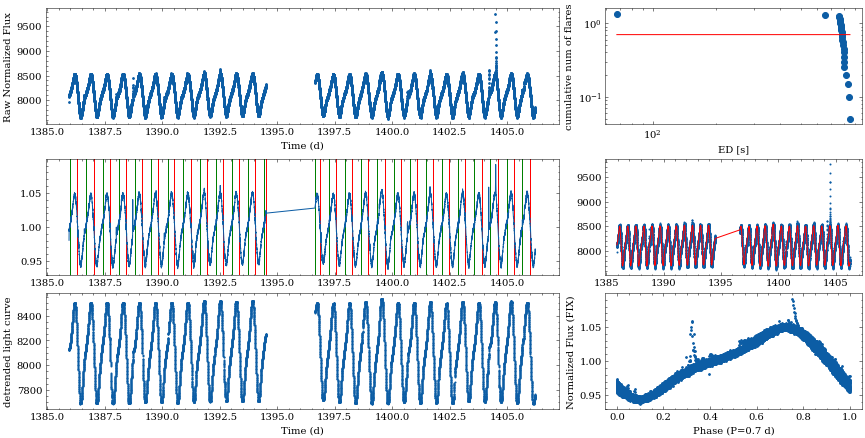 Raw Normalized Flux
9500
9000
8500
8000
1385.0 1387.5 1390.0 1392.5 1395.0 1397.5 1400.0 1402.5 1405.0
Time (d)
cumulative num of flares
10^0
10^-1
10^2
ED [s]
1.05
1.00
0.95
1385.0 1387.5 1390.0 1392.5 1395.0 1397.5 1400.0 1402.5 1405.0
9500
9000
8500
8000
1385 1390 1395 1400 1405
detrended light curve
8400
8200
8000
7800
1385.0 1387.5 1390.0 1392.5 1395.0 1397.5 1400.0 1402.5 1405.0
Time (d)
Normalized Flux (FIX)
1.05
1.00
0.95
0.0 0.2 0.4 0.6 0.8 1.0
Phase (P=0.7 d)